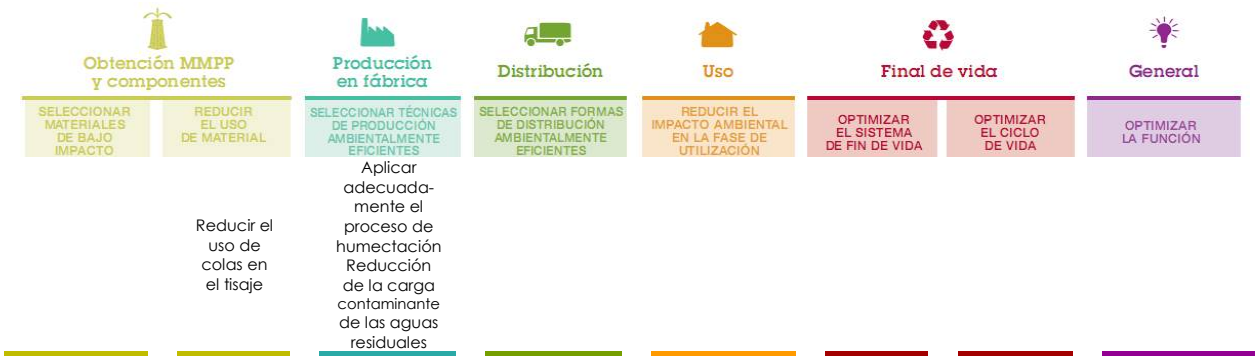 Obtención MMPP
y componentes
Producción
en fábrica
Distribución
Uso
Final de vida
General
SELECCIONAR
MATERIALES
DE BAJO
IMPACTO
REDUCIR
EL USO
DE MATERIAL
SELECCIONAR TÉCNICAS
DE PRODUCCIÓN
AMBIENTALMENTE
EFICIENTES
SELECCIONAR FORMAS
DE DISTRIBUCIÓN
AMBIENTALMENTE
EFICIENTES
REDUCIR EL
IMPACTO AMBIENTAL
EN LA FASE DE
UTILIZACIÓN
OPTIMIZAR
EL SISTEMA
DE FIN DE VIDA
OPTIMIZAR
EL CICLO
DE VIDA
OPTIMIZAR
LA FUNCIÓN
Reducir el
uso de
colas en
el tisaje
Aplicar
adecuada-
mente el
proceso de
humectación
Reducción
de la carga
contaminante
de las aguas
residuales